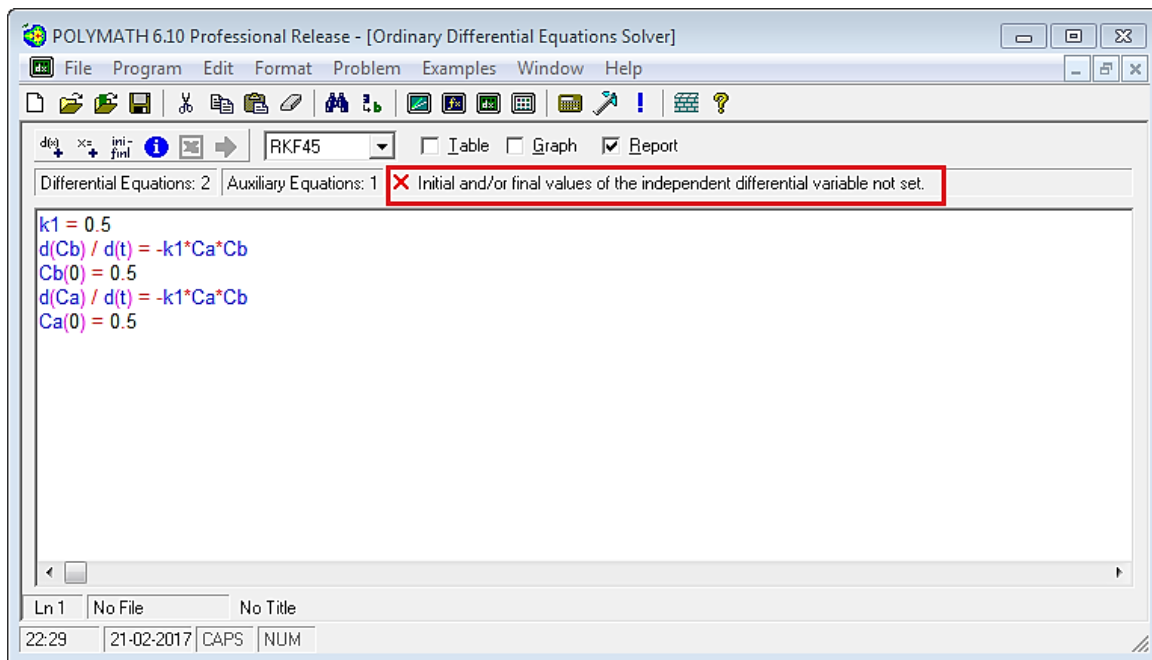 POLYMATH 6.10 Professional Release - [Ordinary Differential Equations Solver]
File Program Edit Format Problem Examples Window Help
d(x) x= ini- finl RKF45 Table Graph Report
Differential Equations: 2 Auxiliary Equations: 1 Initial and/or final values of the independent differential variable not set.
k1 = 0.5
d(Cb) / d(t) = -k1*Ca*Cb
Cb(0) = 0.5
d(Ca) / d(t) = -k1*Ca*Cb
Ca(0) = 0.5
Ln 1 No File No Title
22:29 21-02-2017 CAPS NUM